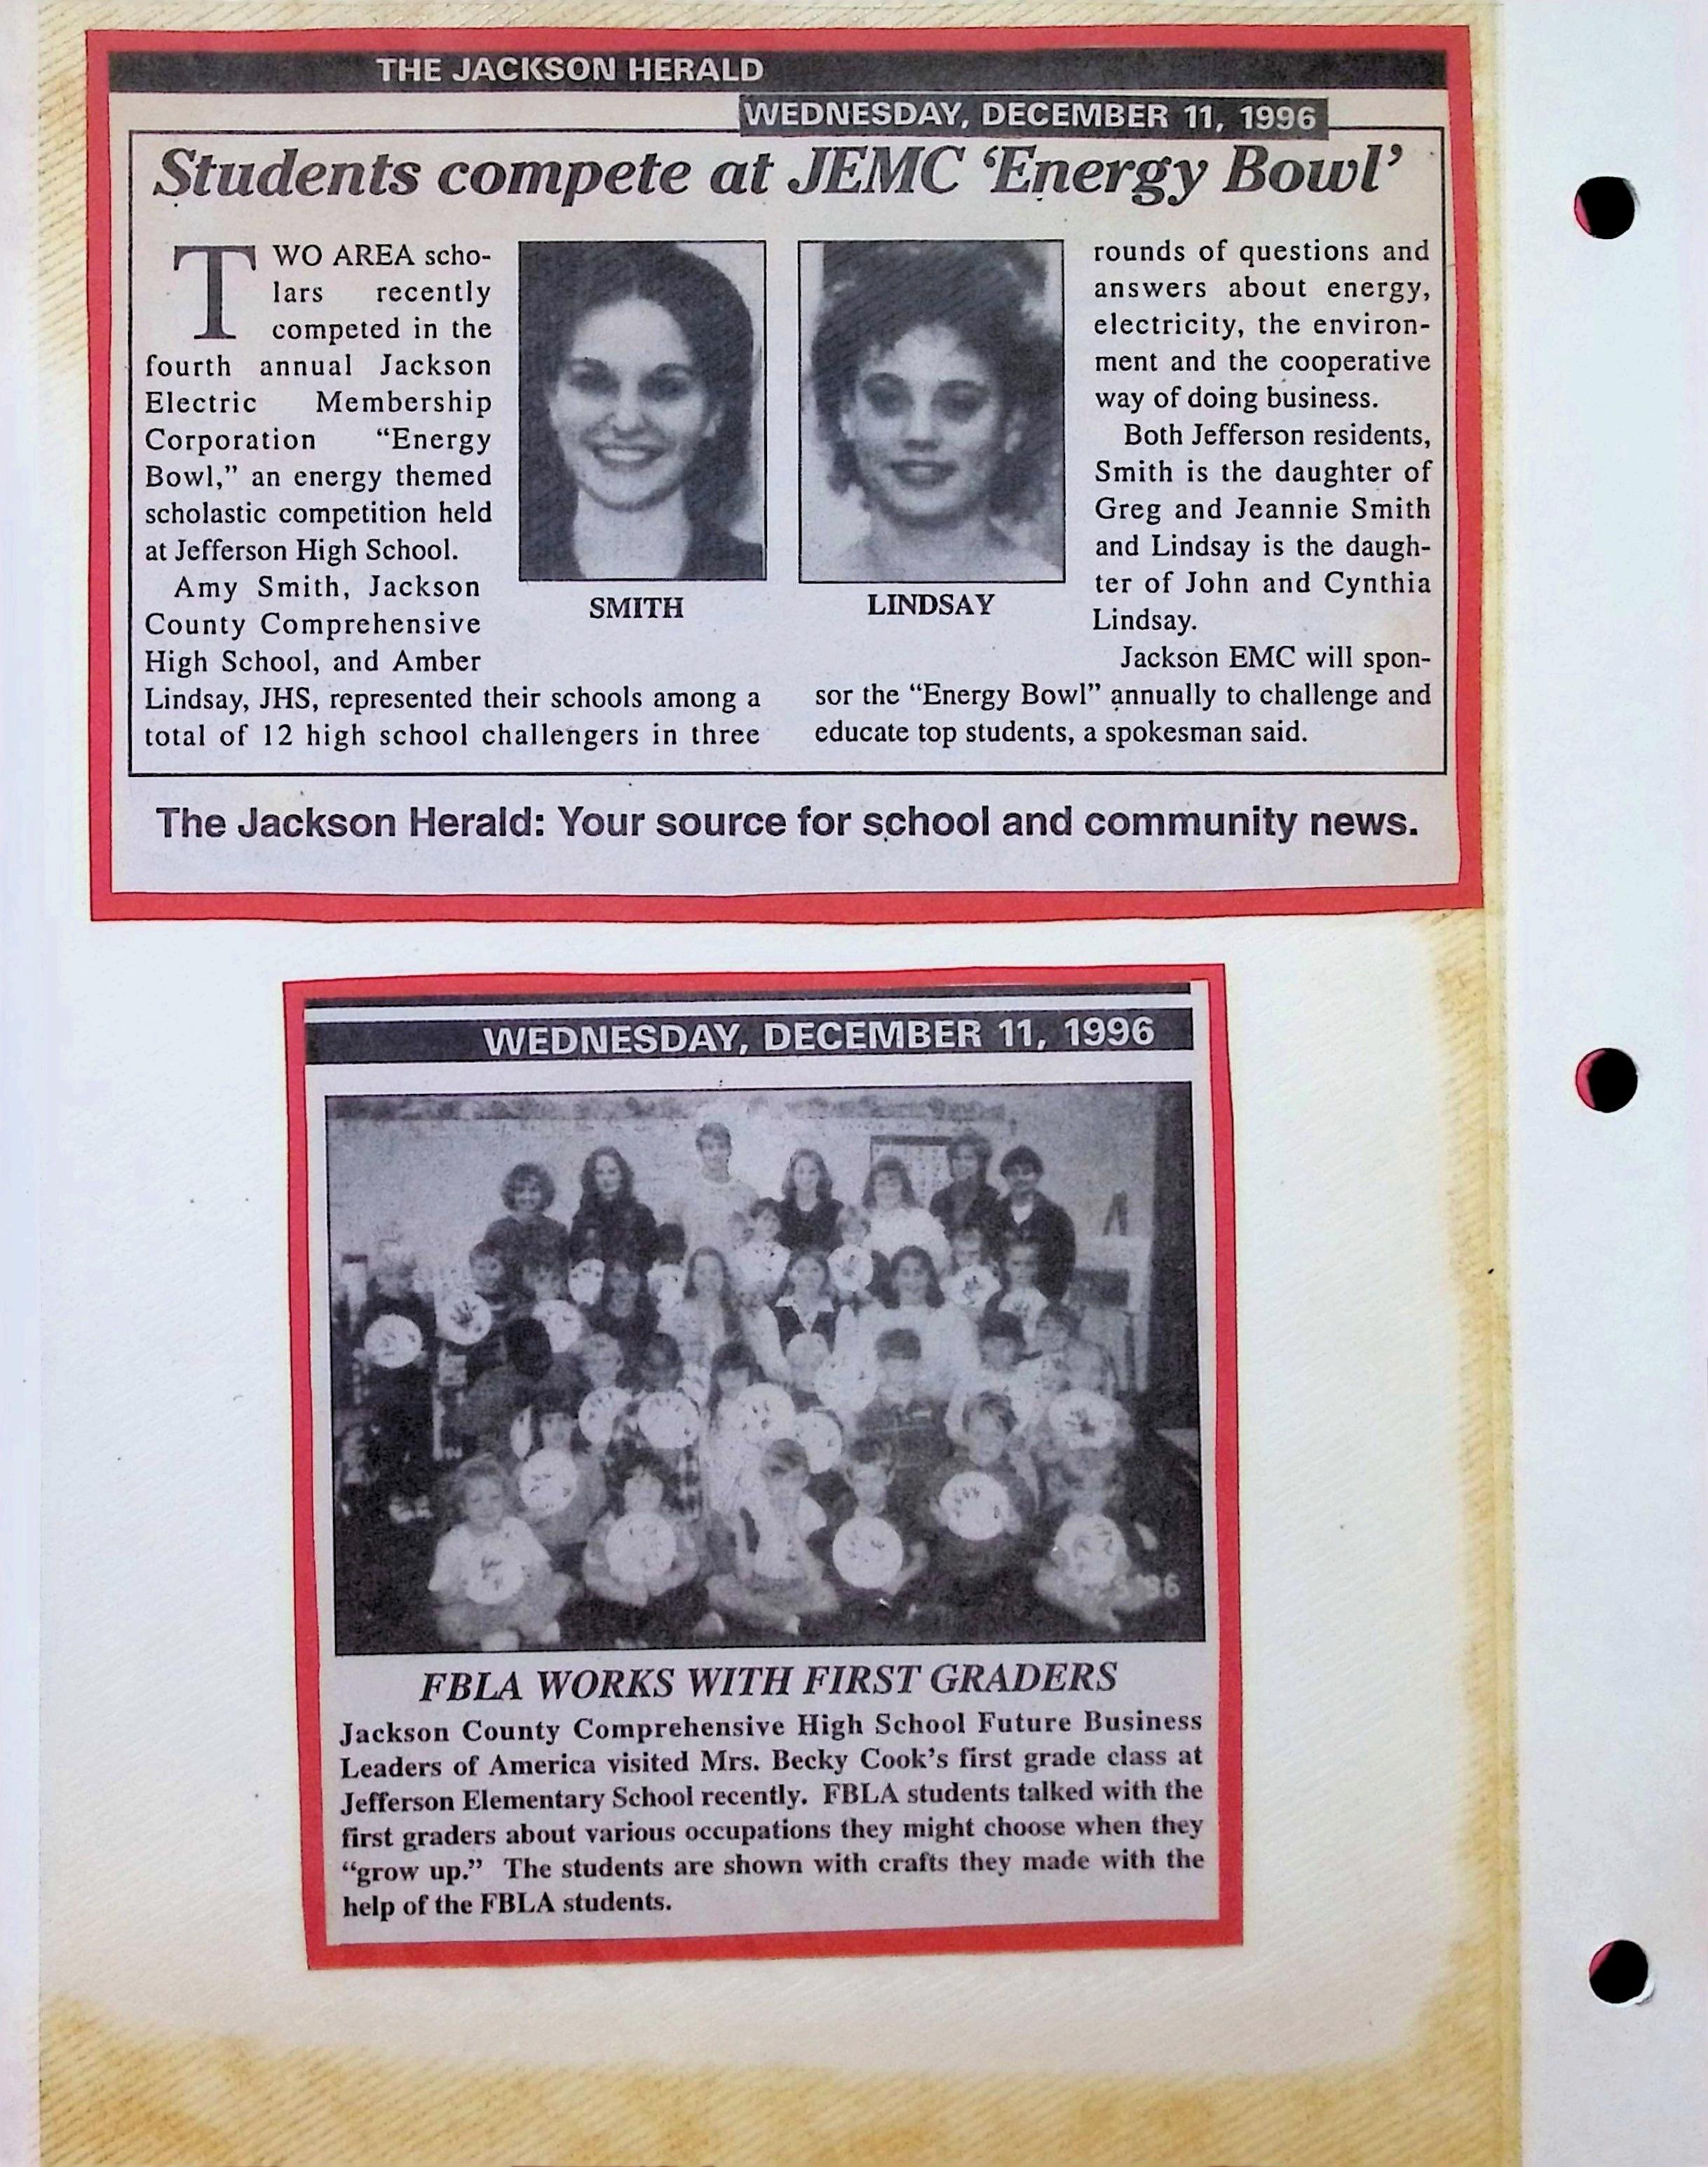 THE JACKSON HERALD
WEDNESDAY, DECEMBER 11, 1996
Students compete at JEMC ‘Energy Bowl’
TWO AREA scho-
lars recently
competed in the
fourth annual Jackson
Electric Membership
Corporation “Energy
Bowl,” an energy themed
scholastic competition held
at Jefferson High School.
Amy Smith, Jackson
County Comprehensive
High School, and Amber
Lindsay, JHS, represented their schools among a
total of 12 high school challengers in three
SMITH
LINDSAY
rounds of questions and
answers about energy,
electricity, the environ-
ment and the cooperative
way of doing business.
Both Jefferson residents,
Smith is the daughter of
Greg and Jeannie Smith
and Lindsay is the daugh-
ter of John and Cynthia
Lindsay.
Jackson EMC will spon-
sor the “Energy Bowl” annually to challenge and
educate top students, a spokesman said.
The Jackson Herald: Your source for school and community news.
WEDNESDAY, DECEMBER 11, 1996
FBLA WORKS WITH FIRST GRADERS
Jackson County Comprehensive High School Future Business
Leaders of America visited Mrs. Becky Cook’s first grade class at
Jefferson Elementary School recently. FBLA students talked with the
first graders about various occupations they might choose when they
“grow up.” The students are shown with crafts they made with the
help of the FBLA students.